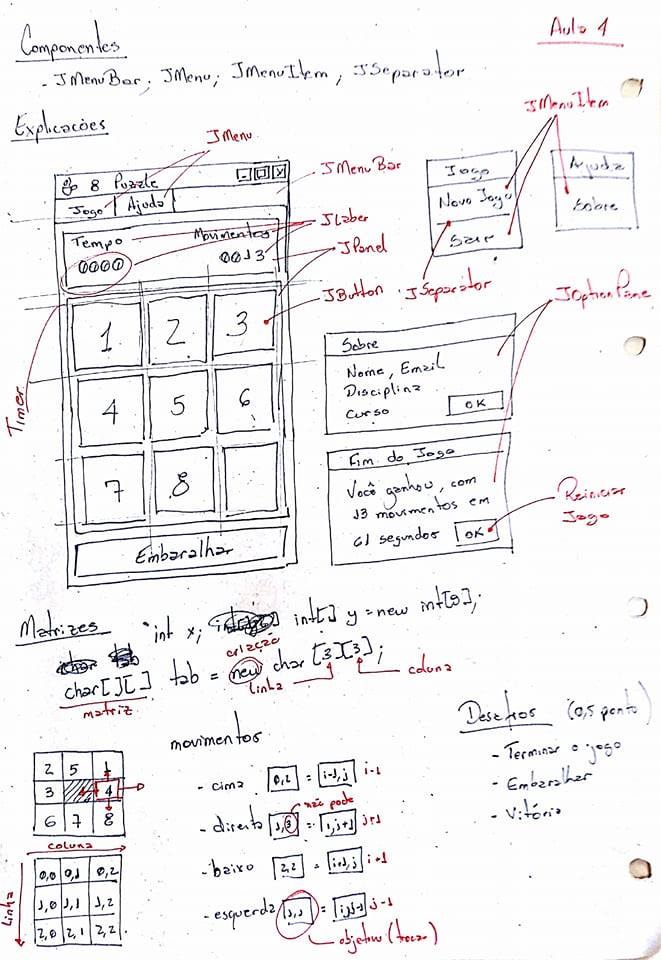 Aula 1
Componentes
- JMenuBar, JMenu, JMenuItem, JSeparator
Explicações
JMenu
JMenuItem
8 Puzzle
JMenuBar
Jogo
Ajuda
Jogo
Novo Jogo
Sair
Ajuda
Sobre
Tempo
Movimentos
JLaber
0000
0013
JPanel
JButton
JSeparator
JOptionPane
Timer
1 2 3
4 5 6
7 8
Embaralhar
Sobre
Nome, Email
Disciplina
Curso
OK
Fim do Jogo
Você ganhou, com
13 movimentos em
61 segundos
OK
Reiniciar
Jogo
Matrizes
int x; int[] y = new int[9];
criação
char[][] tab = new char [3][3];
matriz
linha
coluna
movimentos
Desafios (0,5 ponto)
- Terminar o jogo
- Embaralhar
- Vitória
2 5 1
3 4
6 7 8
- cima 0,2 = i-1,j i-1
não pode
- direita 1,3 = i,j+1 j+1
- baixo 2,2 = i+1,j i+1
- esquerda 1,1 = i,j-1 j-1
objetivo (troca)
coluna
linha
0,0 0,1 0,2
1,0 1,1 1,2
2,0 2,1 2,2